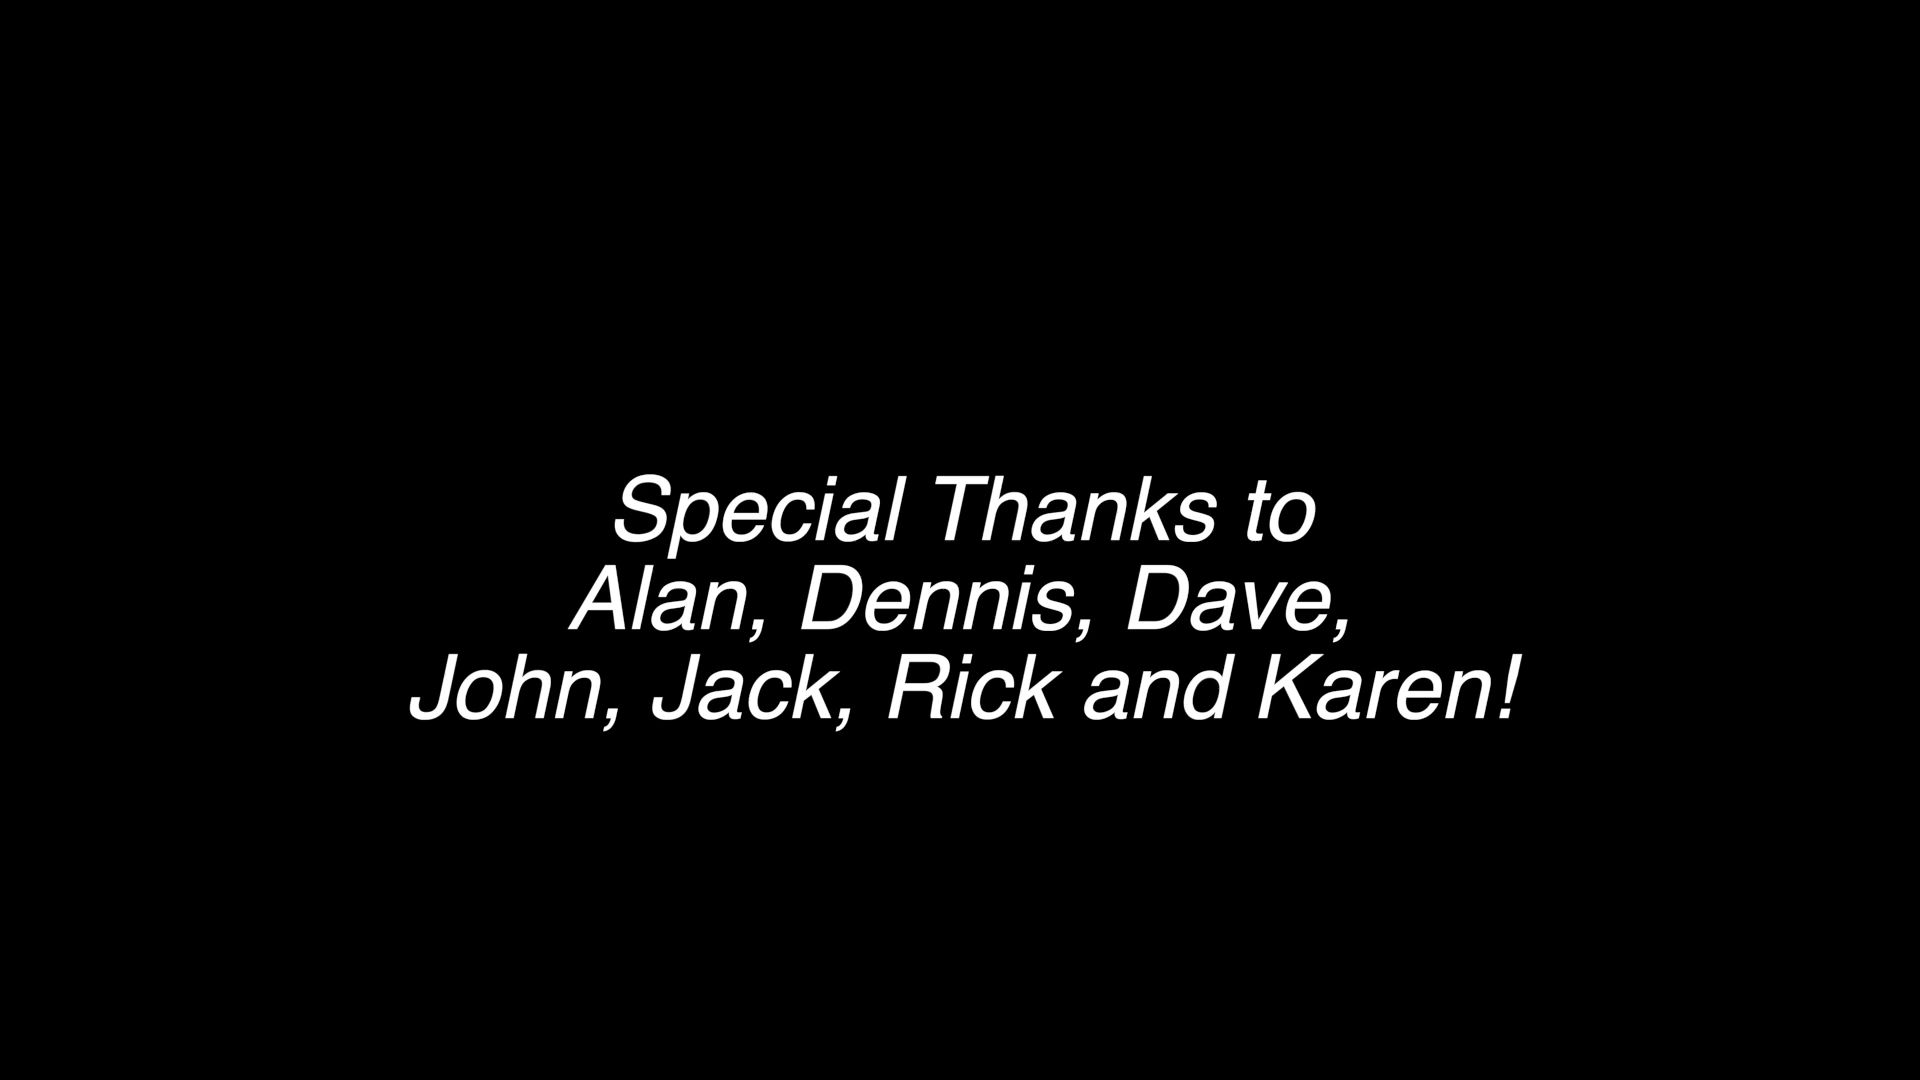 Special Thanks to
Alan, Dennis, Dave,
John, Jack, Rick and Karen!